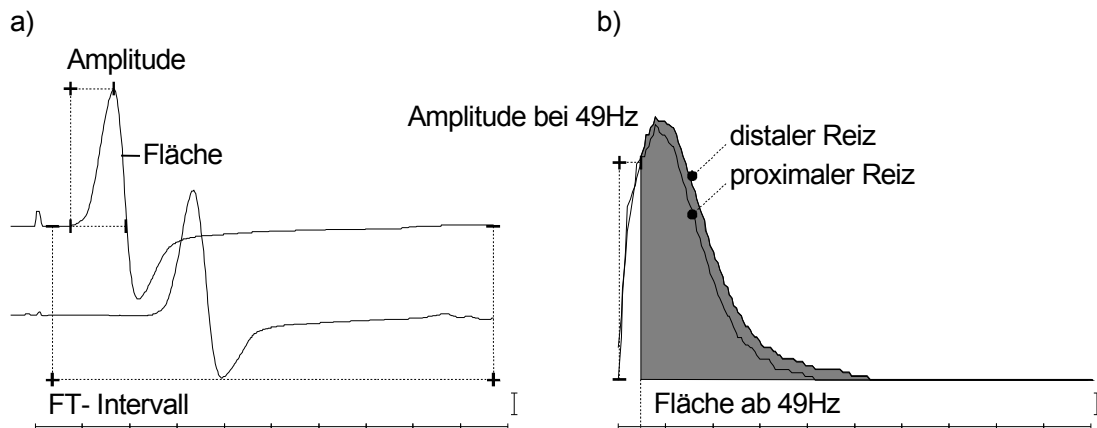 a)
Amplitude
Fläche
FT- Intervall
b)
Amplitude bei 49Hz
distaler Reiz
proximaler Reiz
Fläche ab 49Hz